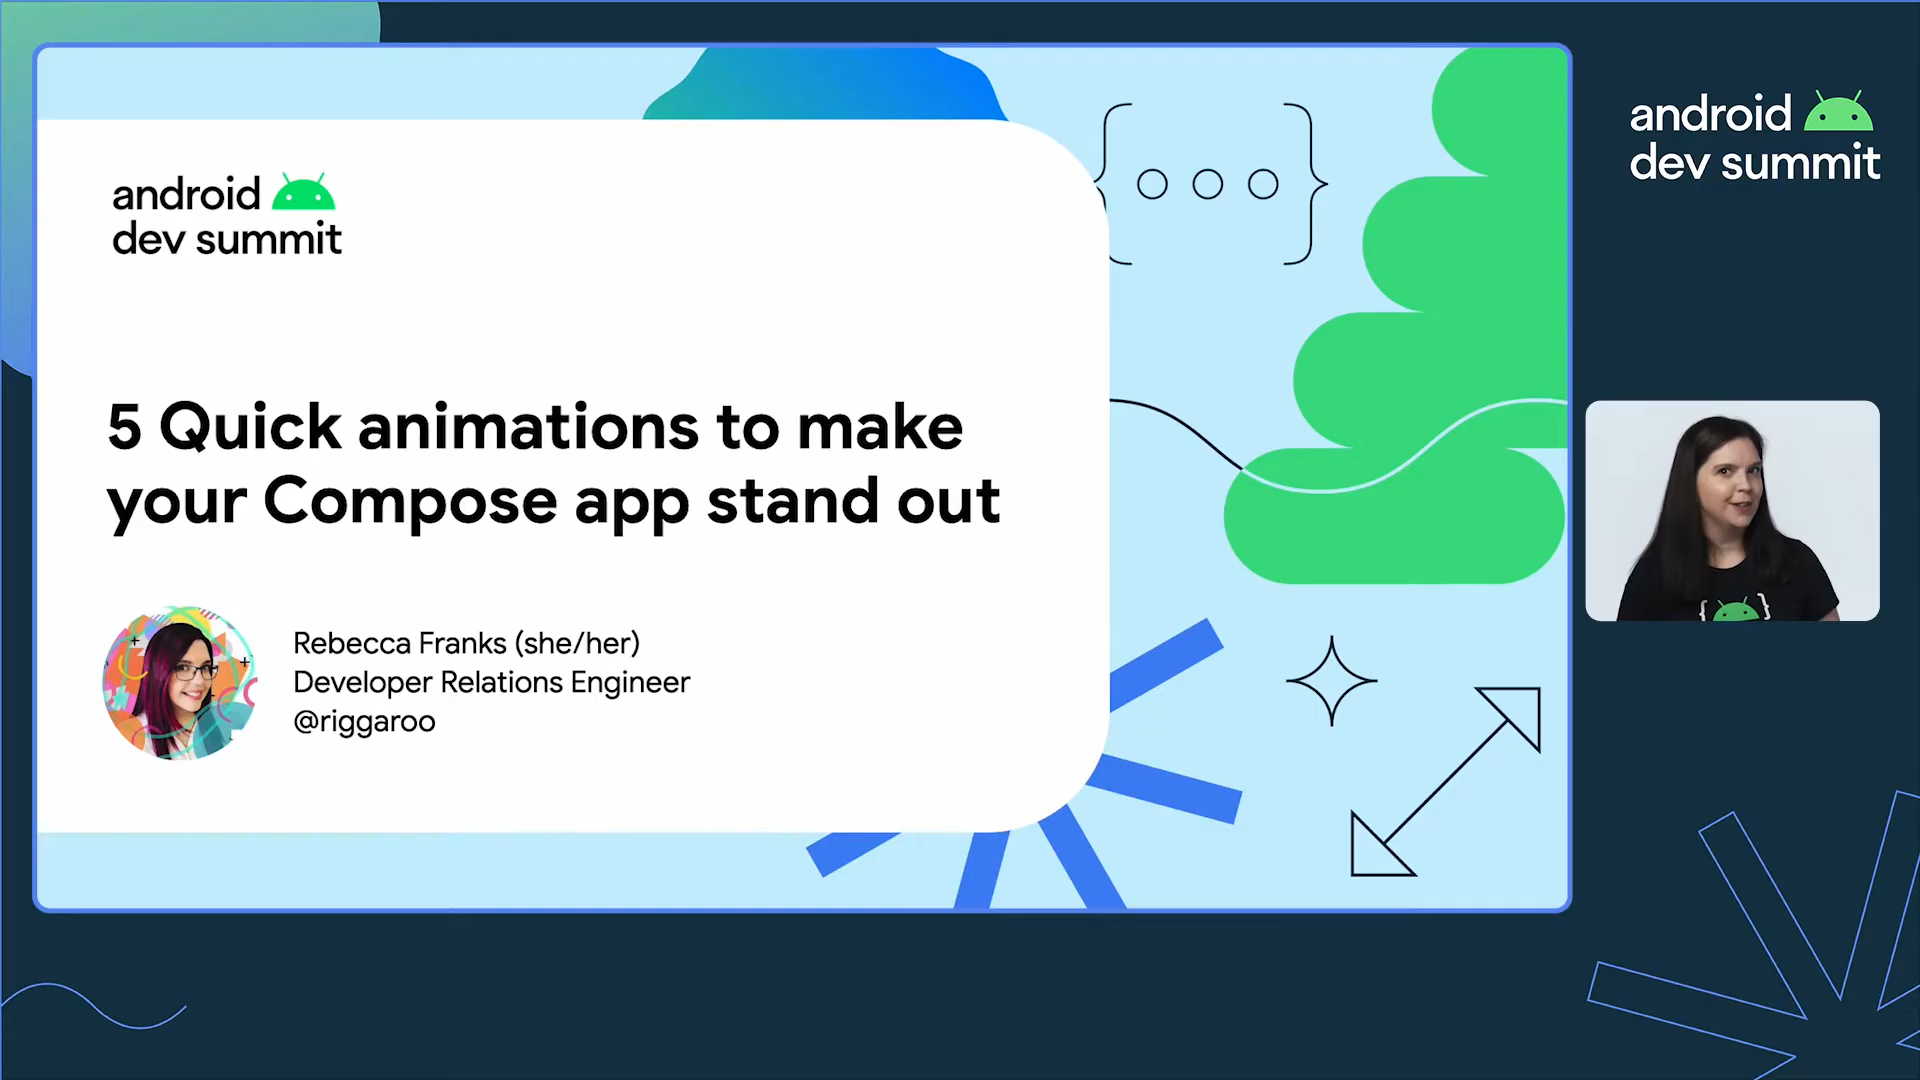 android
dev summit
5 Quick animations to make
your Compose app stand out
Rebecca Franks (she/her)
Developer Relations Engineer
@riggaroo
android
dev summit